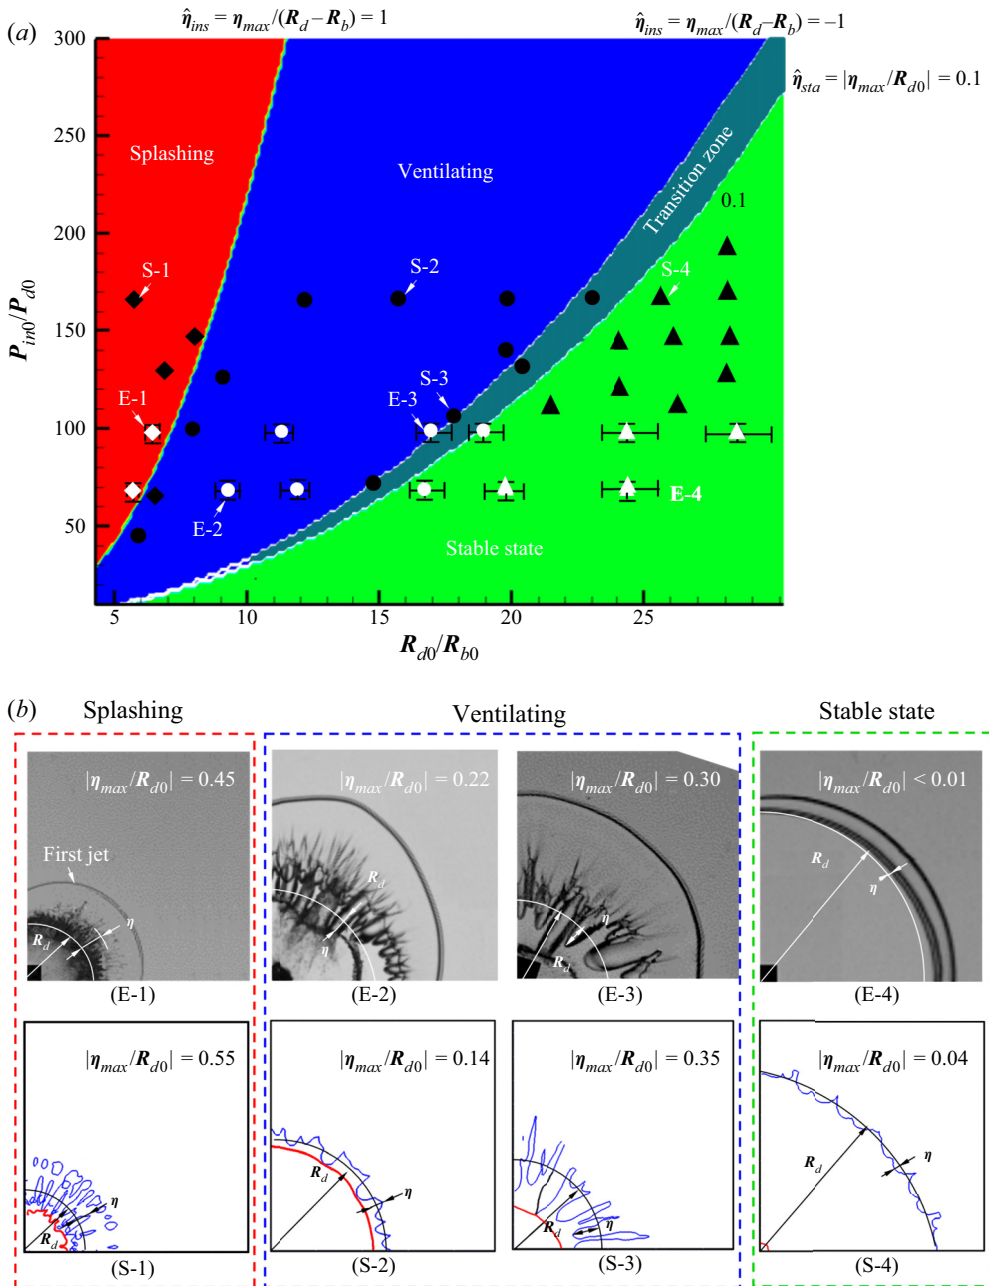 (a)
η̂ins = ηmax/(Rd–Rb) = 1
η̂ins = ηmax/(Rd–Rb) = –1
η̂sta = |ηmax/Rd0| = 0.1
300
250
200
150
100
50
Pin0/Pd0
Splashing
Ventilating
Transition zone
0.1
S-1
S-2
S-4
E-1
E-3
S-3
E-2
E-4
Stable state
5 10 15 20 25
Rd0/Rb0
(b)
Splashing
Ventilating
Stable state
|ηmax/Rd0| = 0.45
First jet
η
Rd
(E-1)
|ηmax/Rd0| = 0.22
Rd
η
(E-2)
|ηmax/Rd0| = 0.30
η
Rd
(E-3)
|ηmax/Rd0| < 0.01
Rd
η
(E-4)
|ηmax/Rd0| = 0.55
η
Rd
(S-1)
|ηmax/Rd0| = 0.14
Rd
η
(S-2)
|ηmax/Rd0| = 0.35
Rd
η
(S-3)
|ηmax/Rd0| = 0.04
Rd
η
(S-4)